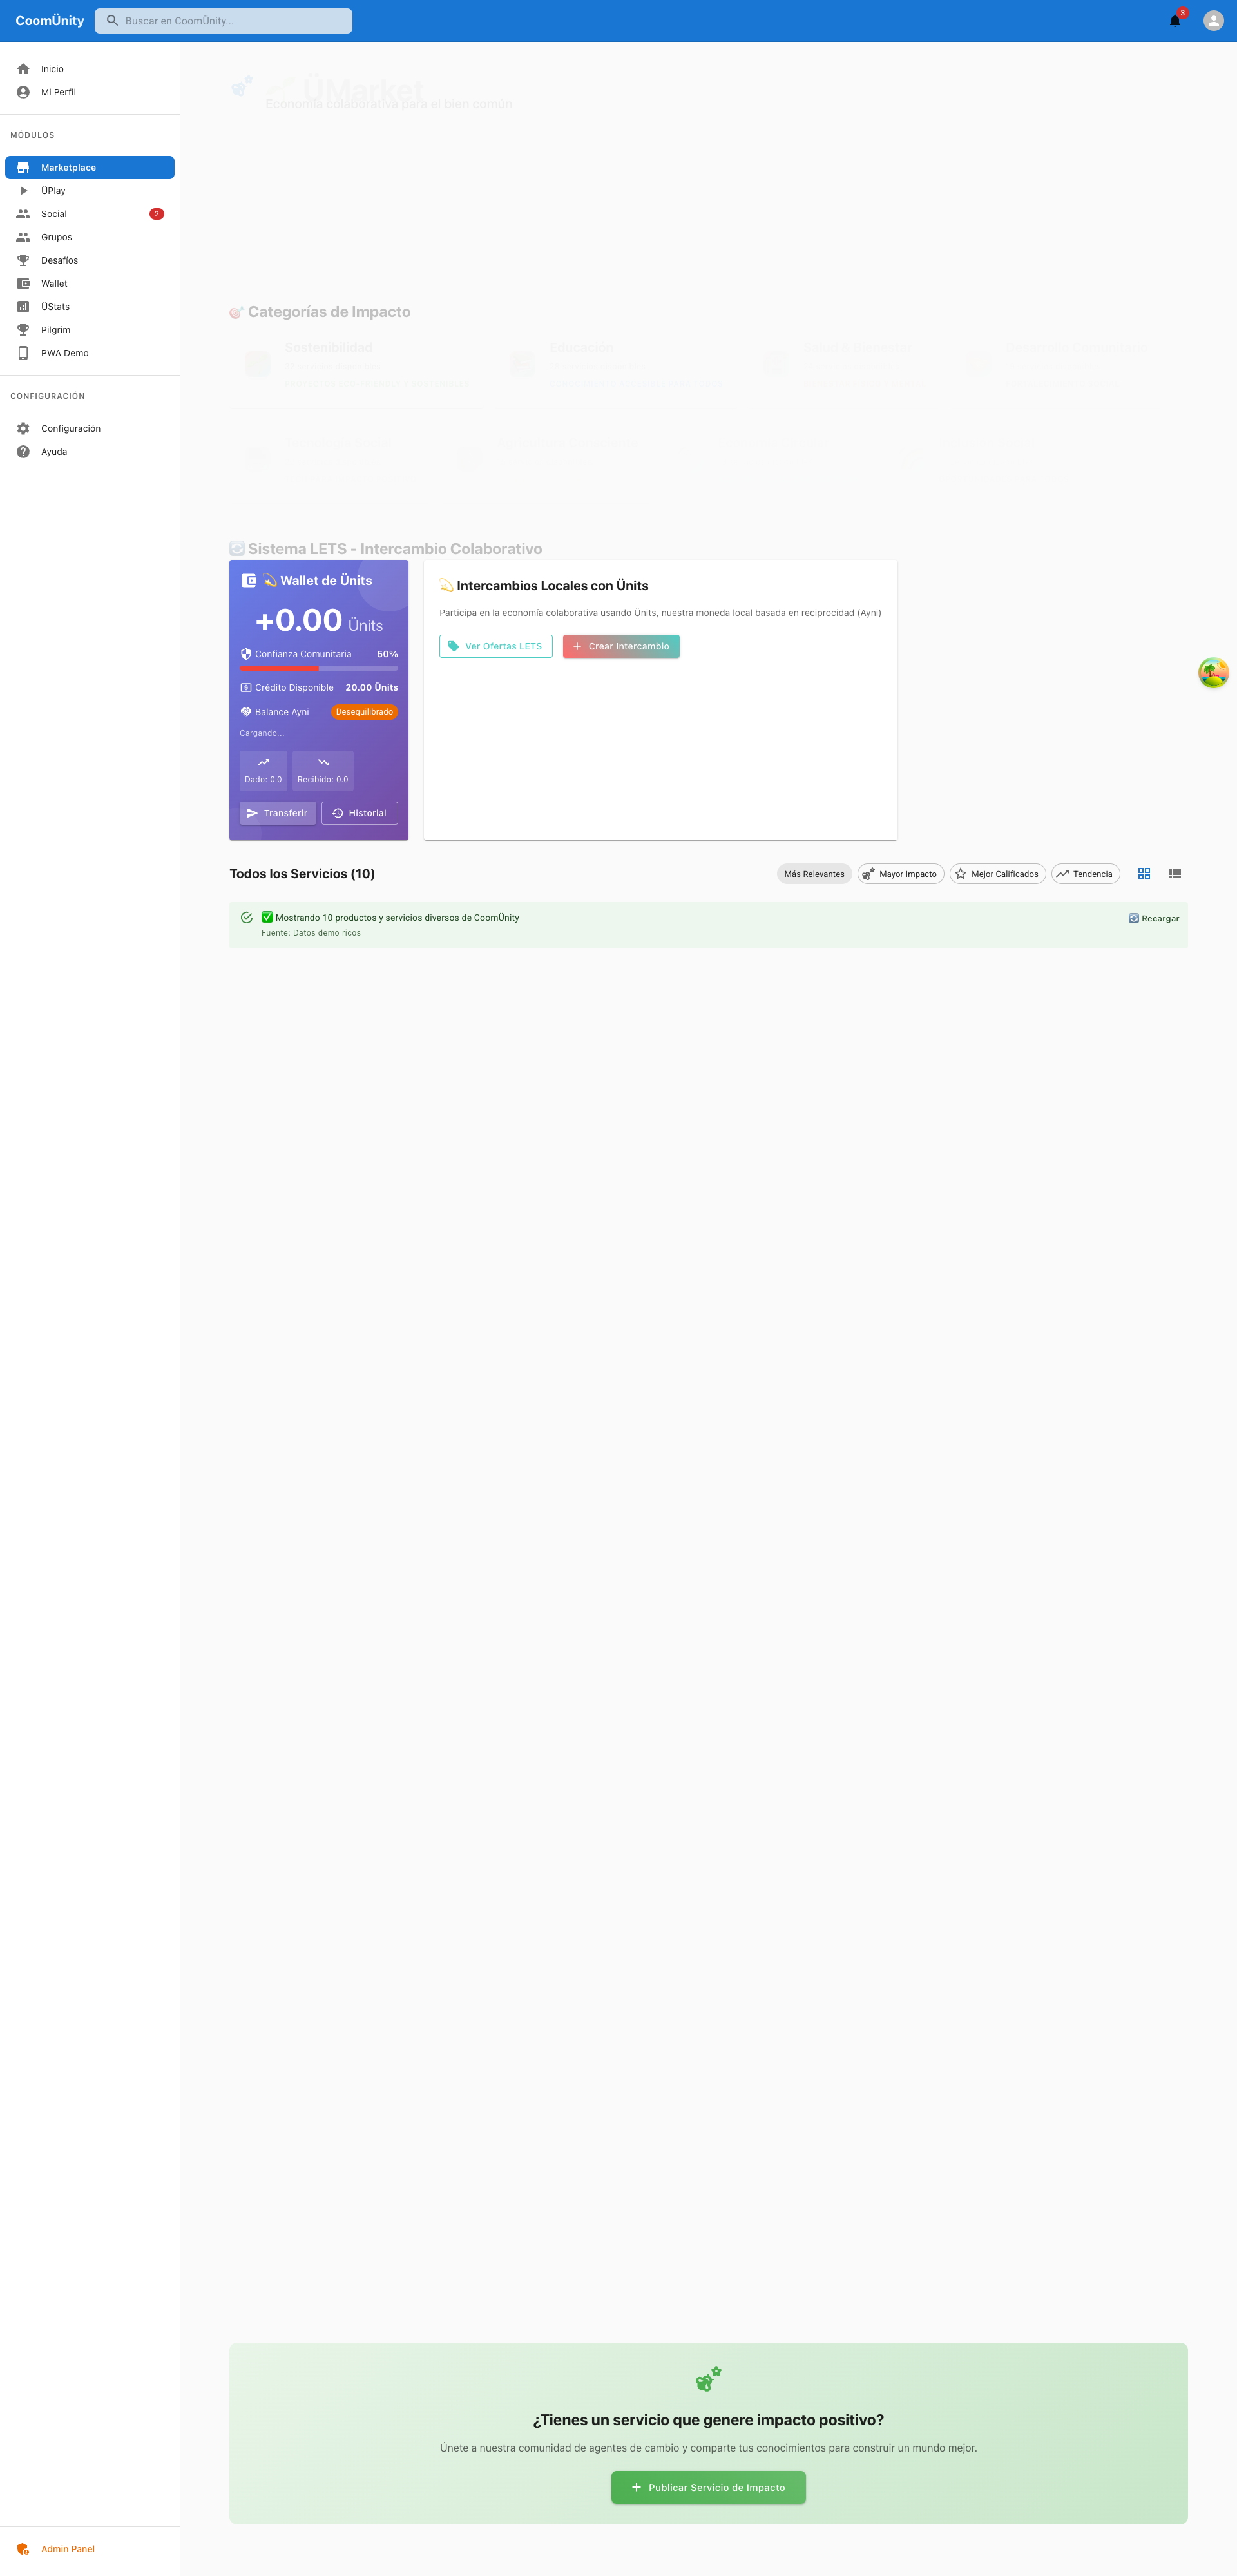 CoomÜnity
Buscar en CoomÜnity...
3
Inicio
Mi Perfil
MÓDULOS
Marketplace
ÜPlay
Social
2
Grupos
Desafíos
Wallet
ÜStats
Pilgrim
PWA Demo
CONFIGURACIÓN
Configuración
Ayuda
Admin Panel
ÜMarket
Economía colaborativa para el bien común
Categorías de Impacto
Sostenibilidad
Educación
Sistema LETS - Intercambio Colaborativo
Wallet de Ünits
+0.00 Ünits
Confianza Comunitaria 50%
Crédito Disponible 20.00 Ünits
Balance Ayni Desequilibrado
Cargando...
Dado: 0.0
Recibido: 0.0
Transferir
Historial
Intercambios Locales con Ünits
Participa en la economía colaborativa usando Ünits, nuestra moneda local basada en reciprocidad (Ayni)
Ver Ofertas LETS
Crear Intercambio
Todos los Servicios (10)
Más Relevantes
Mayor Impacto
Mejor Calificados
Tendencia
Mostrando 10 productos y servicios diversos de CoomÜnity
Fuente: Datos demo ricos
Recargar
¿Tienes un servicio que genere impacto positivo?
Únete a nuestra comunidad de agentes de cambio y comparte tus conocimientos para construir un mundo mejor.
Publicar Servicio de Impacto